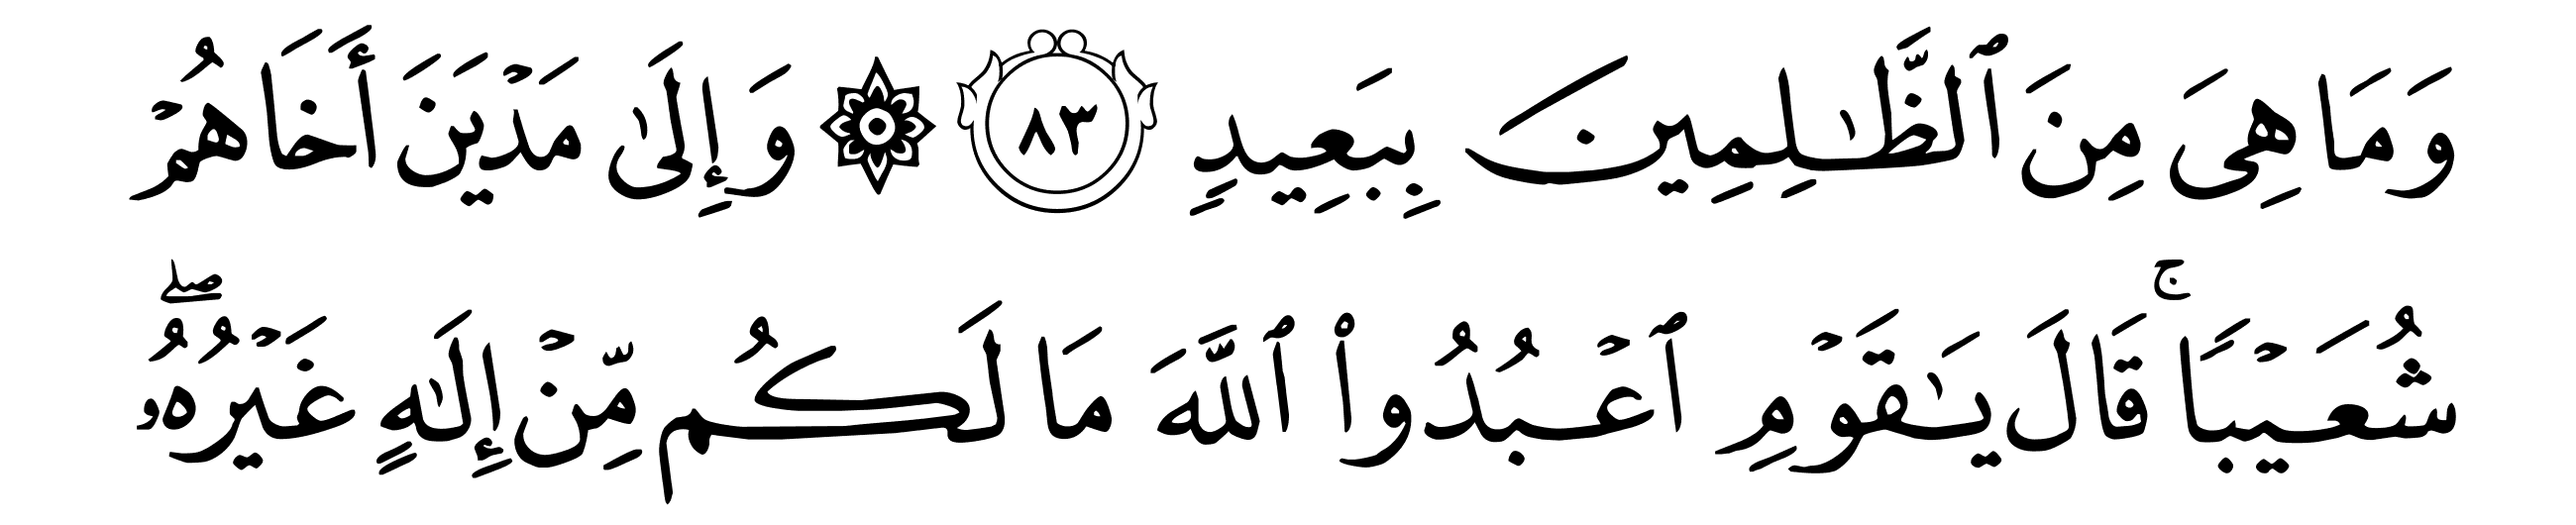 وَمَا هِيَ مِنَ ٱلظَّـٰلِمِينَ بِبَعِيدٍ ٨٣ ۞ وَإِلَىٰ مَدۡيَنَ أَخَاهُمۡ
شُعَيۡبٗاۚ قَالَ يَـٰقَوۡمِ ٱعۡبُدُواْ ٱللَّهَ مَا لَكُم مِّنۡ إِلَـٰهٍ غَيۡرُهُۥۖ